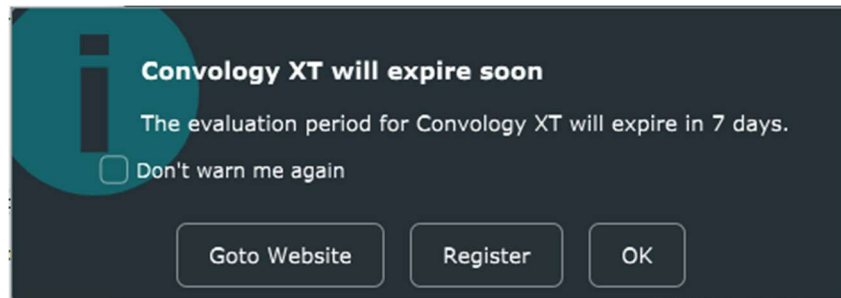 Convology XT will expire soon
The evaluation period for Convology XT will expire in 7 days.
Don't warn me again
Goto Website Register OK